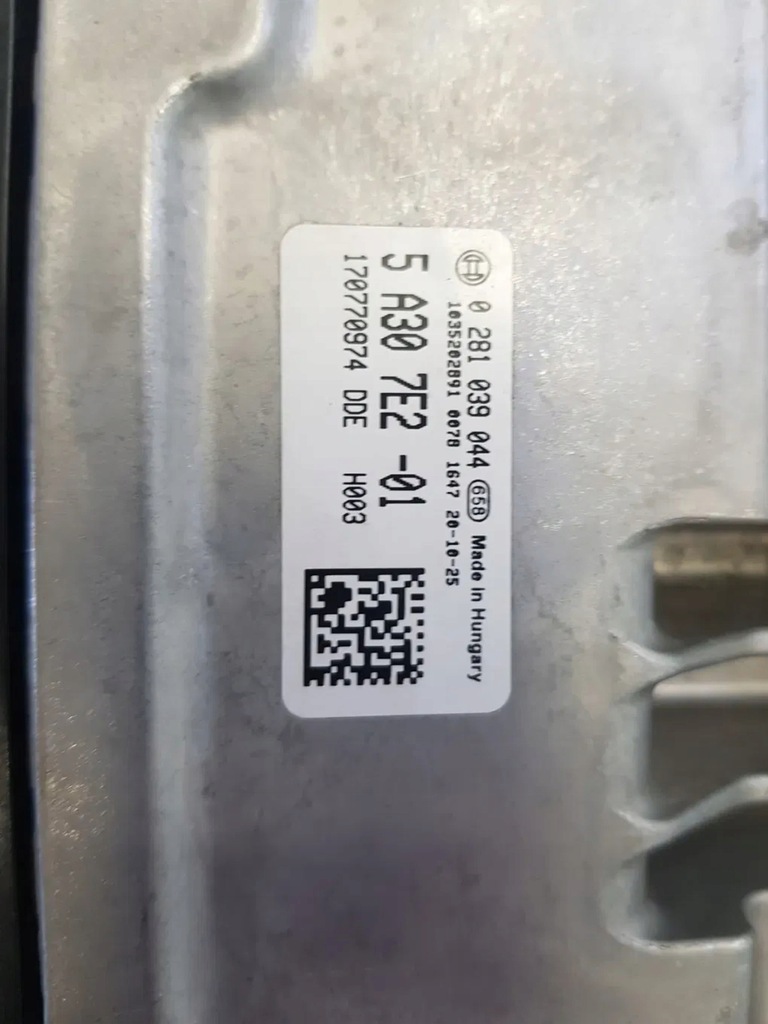 0 281 039 044 658 Made in Hungary
1035202891 0078 1647 20-10-25
5 A30 7E2 -01
170770974 DDE H003